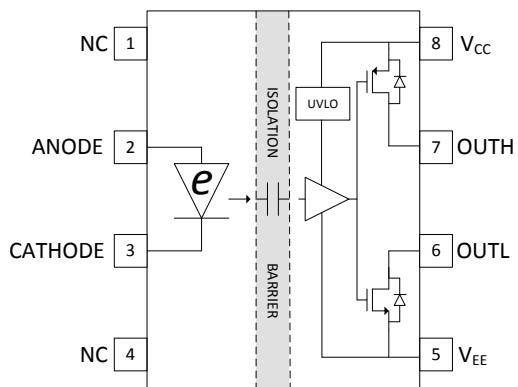 NC 1
8 VCC
ISOLATION
UVLO
ANODE 2
7 OUTH
e
CATHODE 3
6 OUTL
BARRIER
NC 4
5 VEE